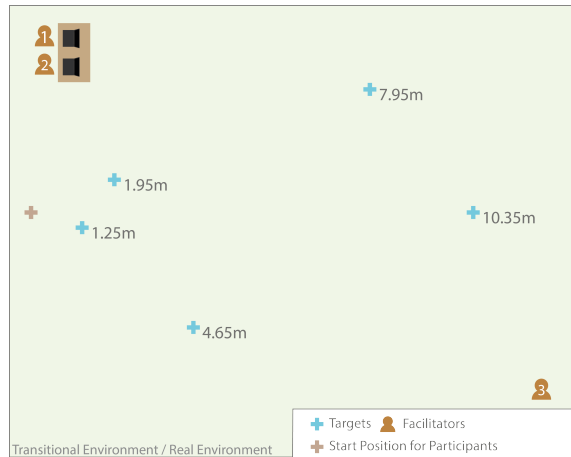 1
2
7.95m
1.95m
10.35m
1.25m
4.65m
3
Targets Facilitators
Start Position for Participants
Transitional Environment / Real Environment